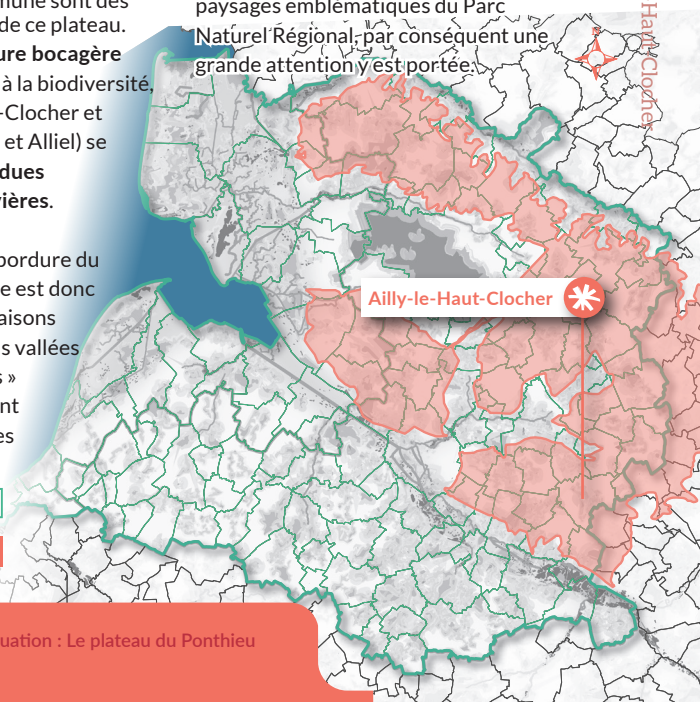 mune sont des
de ce plateau.
ure bocagère
à la biodiversité,
-Clocher et
et Alliel) se
dues
ières.
bordure du
e est donc
aisons
s vallées
s »
nt
es
paysages emblématiques du Parc
Naturel Régional, par conséquent une
grande attention y est portée.
Haut-Clocher
Ailly-le-Haut-Clocher
uation : Le plateau du Ponthieu